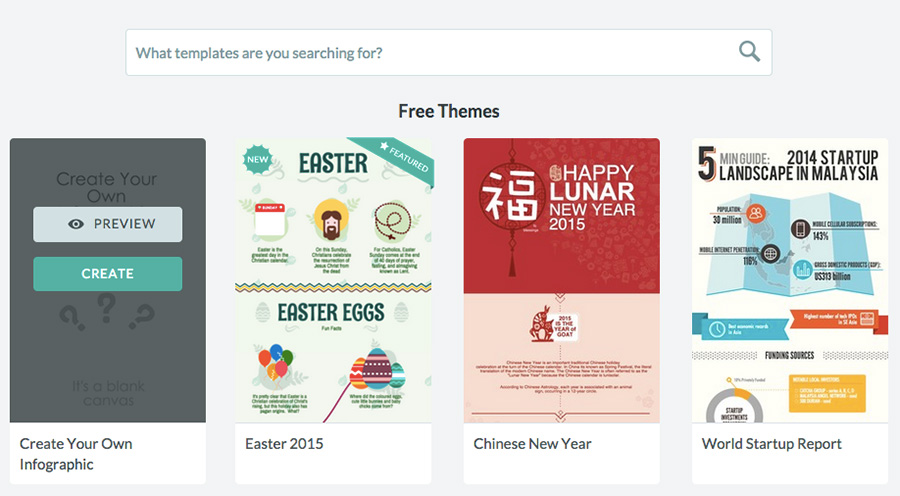 What templates are you searching for?
Free Themes
Create Your
Own
PREVIEW
CREATE
? ? ?
It's a blank
canvas
Create Your Own
Infographic
NEW
FEATURED
EASTER
SUNDAY
Easter is the
greatest day in the
Christian calendar.
On this Sunday,
Christians celebrate
the resurrection of
Jesus Christ from
the dead
For Catholics, Easter
Sunday comes at the
end of 40 days of prayer,
fasting, and almsgiving
known as Lent.
EASTER EGGS
Fun Facts
It's pretty clear that Easter is a
Christian celebration of Christ's
rising, but this holiday also
has pagan origins. What?
Where did the coloured eggs,
cute little bunnies and baby
chicks come from?
Easter 2015
福
HAPPY
LUNAR
NEW YEAR
2015
2015
IS THE
YEAR of
GOAT
Chinese New Year is an important traditional Chinese holiday
celebration at the turn of the Chinese calendar. In China its known as Spring Festival, the literal
translation of the modern Chinese name. The Chinese New Year is often referred to as the
"Lunar New Year" because the Chinese calendar is lunisolar.
According to Chinese Astrology, each year is associated with an animal
sign, occuring in a 12-year circle.
Chinese New Year
5 MIN GUIDE: 2014 STARTUP
LANDSCAPE IN MALAYSIA
POPULATION:
30 million
MOBILE CELLULAR SUBSCRIPTIONS:
143%
MOBILE INTERNET PENETRATION:
116%
GROSS DOMESTIC PRODUCTS (GDP):
US313 billion
Best economic records
in Asia
Highest number of tech IPOs
in SE Asia
FUNDING SOURCES
STARTUP
INVESTMENTS
World Startup Report